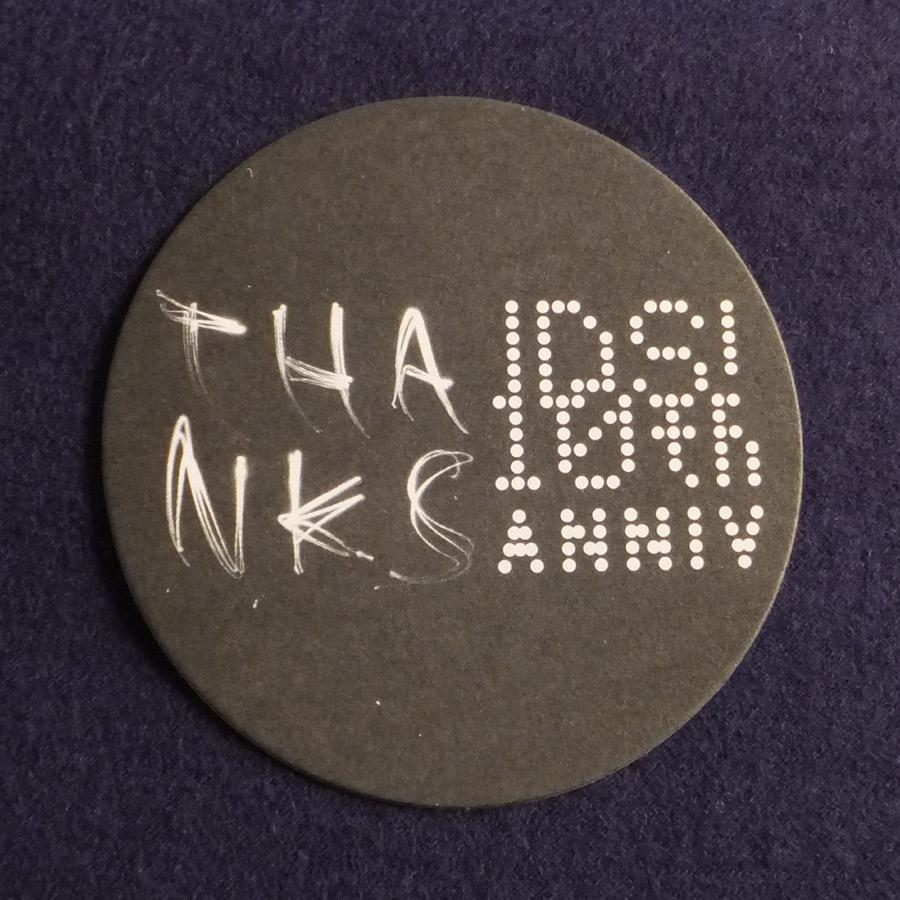 THA
NKS
IDSI
10th
ANNIV